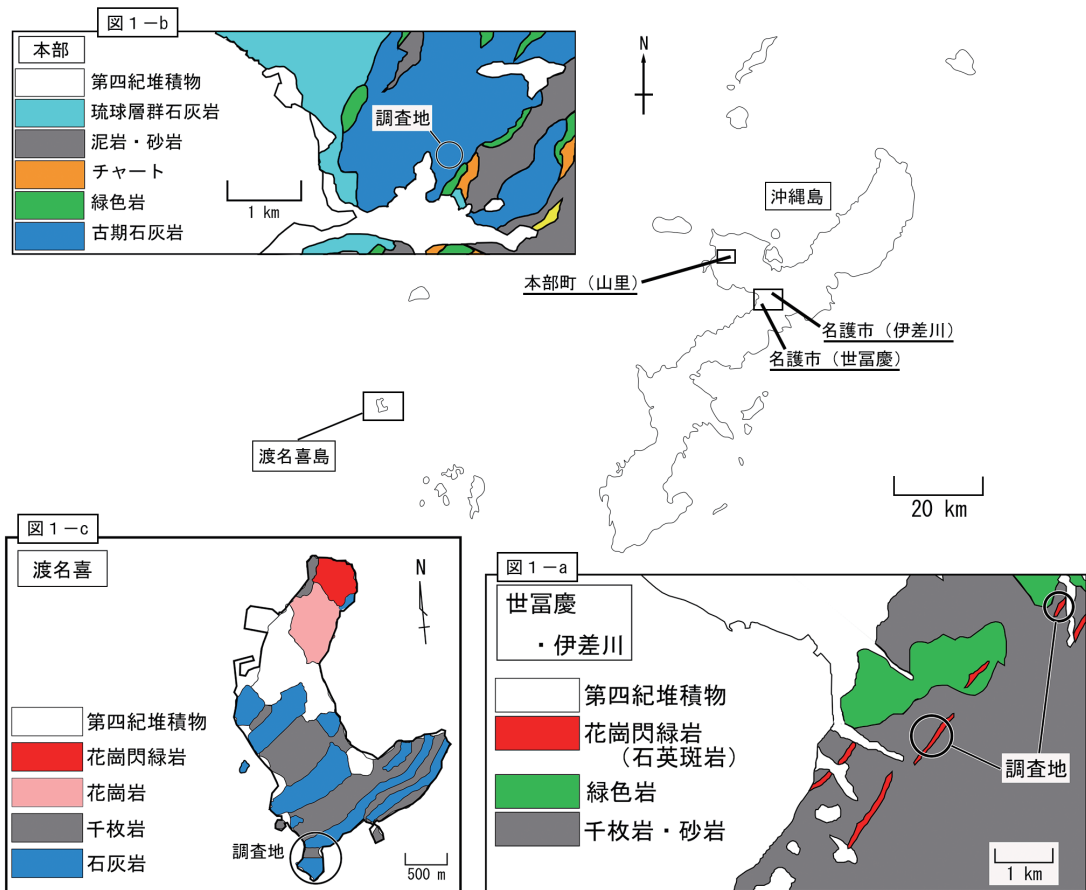 図1-b
本部
第四紀堆積物
琉球層群石灰岩
泥岩・砂岩
チャート
緑色岩
古期石灰岩
1 km
調査地
N
沖縄島
本部町（山里）
名護市（伊差川）
名護市（世冨慶）
渡名喜島
20 km
図1-c
渡名喜
N
第四紀堆積物
花崗閃緑岩
花崗岩
千枚岩
石灰岩
調査地
500 m
図1-a
世冨慶
・伊差川
第四紀堆積物
花崗閃緑岩
（石英斑岩）
緑色岩
千枚岩・砂岩
調査地
1 km